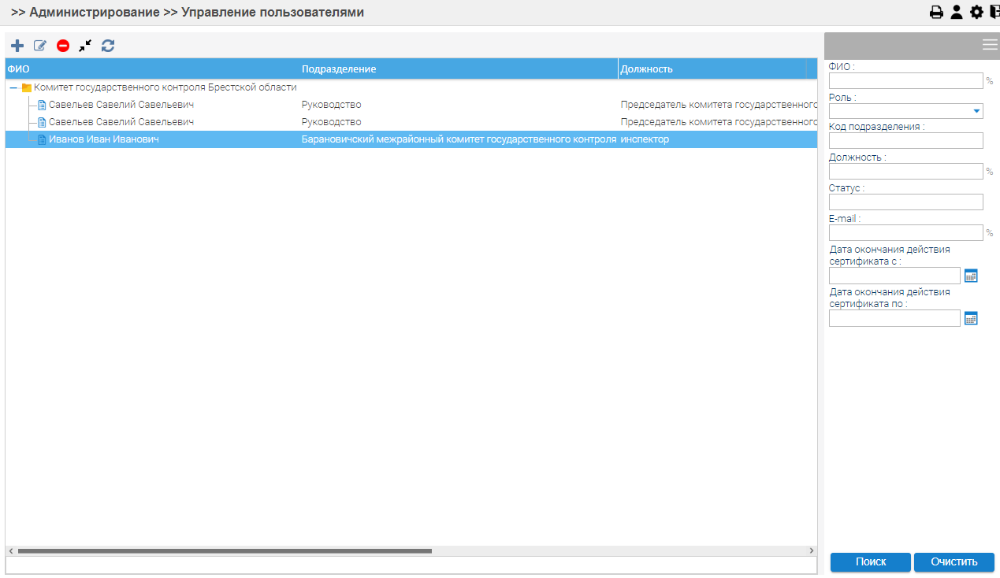 >> Администрирование >> Управление пользователями
ФИО Подразделение Должность
Комитет государственного контроля Брестской области
Савельев Савелий Савельевич Руководство Председатель комитета государственного
Савельев Савелий Савельевич Руководство Председатель комитета государственного
Иванов Иван Иванович Барановичский межрайонный комитет государственного контроля инспектор
ФИО :
%
Роль :
Код подразделения :
Должность :
%
Статус :
E-mail :
%
Дата окончания действия
сертификата с :
Дата окончания действия
сертификата по :
Поиск Очистить